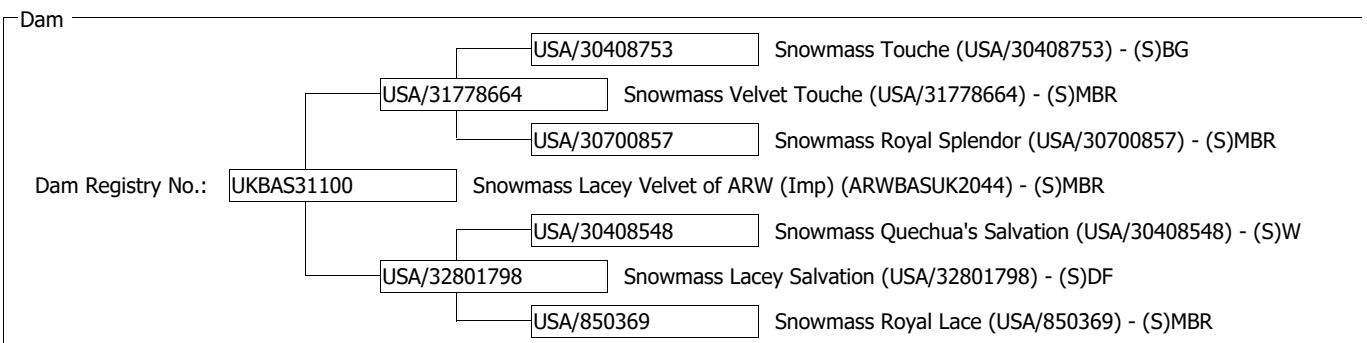 Dam
USA/30408753 Snowmass Touche (USA/30408753) - (S)BG
USA/31778664 Snowmass Velvet Touche (USA/31778664) - (S)MBR
USA/30700857 Snowmass Royal Splendor (USA/30700857) - (S)MBR
Dam Registry No.: UKBAS31100 Snowmass Lacey Velvet of ARW (Imp) (ARWBASUK2044) - (S)MBR
USA/30408548 Snowmass Quechua's Salvation (USA/30408548) - (S)W
USA/32801798 Snowmass Lacey Salvation (USA/32801798) - (S)DF
USA/850369 Snowmass Royal Lace (USA/850369) - (S)MBR